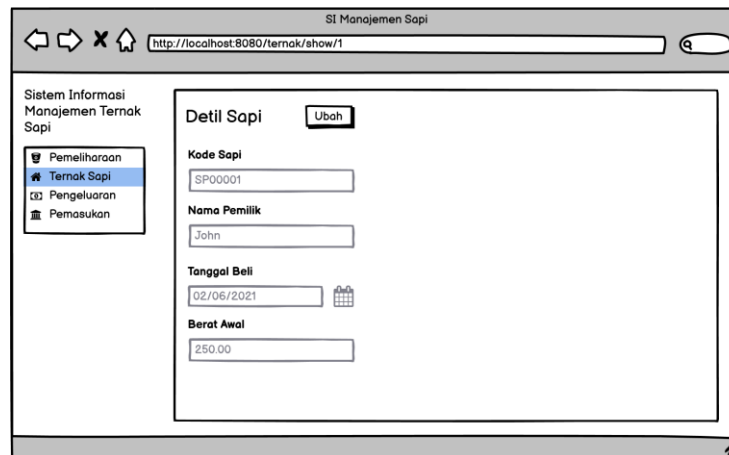 SI Manajemen Sapi
http://localhost:8080/ternak/show/1
Sistem Informasi
Manajemen Ternak
Sapi
Pemeliharaan
Ternak Sapi
Pengeluaran
Pemasukan
Detil Sapi
Ubah
Kode Sapi
SP00001
Nama Pemilik
John
Tanggal Beli
02/06/2021
Berat Awal
250.00